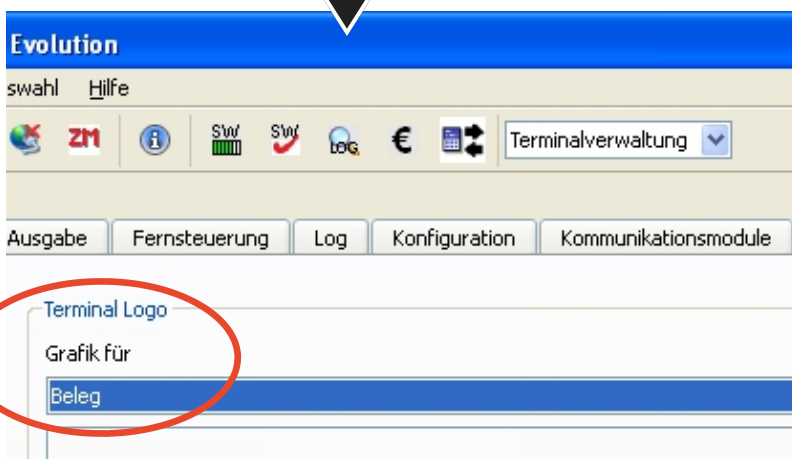 Evolution
swahl Hilfe
ZM SW SW LOG € Terminalverwaltung
Ausgabe Fernsteuerung Log Konfiguration Kommunikationsmodule
Terminal Logo
Grafik für
Beleg